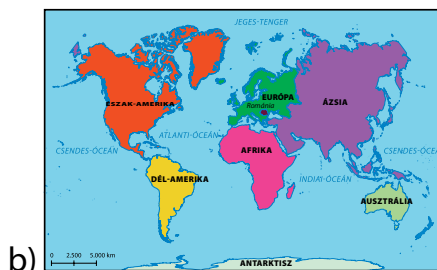 JEGES-TENGER
ÉSZAK-AMERIKA
EURÓPA
Románia
ÁZSIA
ATLANTI-ÓCEÁN
CSENDES-ÓCEÁN
AFRIKA
CSENDES-ÓCEÁN
DÉL-AMERIKA
INDIAI-ÓCEÁN
AUSZTRÁLIA
b)
0 2,500 5,000 km
ANTARKTISZ